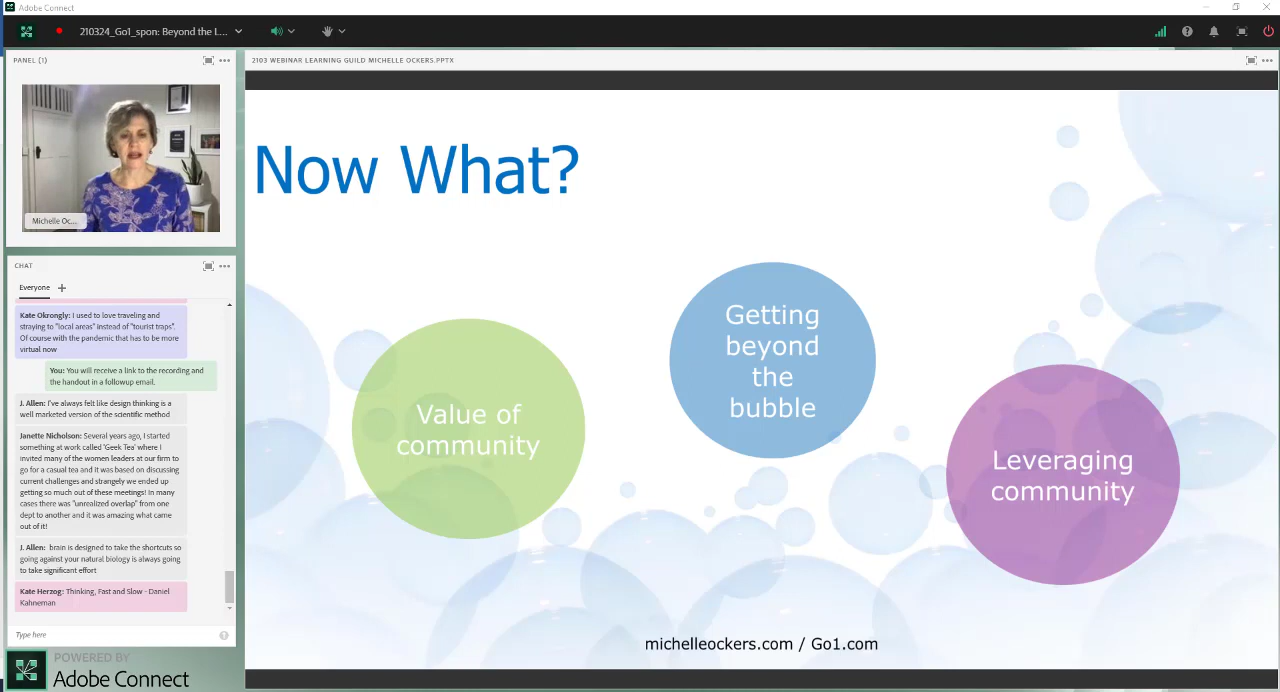 Adobe Connect
210324_Go1_spon: Beyond the L...
PANEL (1)
Michelle Oc...
CHAT
Everyone
Kate Okrongly: I used to love traveling and
straying to "local areas" instead of "tourist traps".
Of course with the pandemic that has to be more
virtual now
You: You will receive a link to the recording and
the handout in a followup email.
J. Allen: I've always felt like design thinking is a
well marketed version of the scientific method
Janette Nicholson: Several years ago, I started
something at work called 'Geek Tea' where I
invited many of the women leaders at our firm to
go for a casual tea and it was based on discussing
current challenges and strangely we ended up
getting so much out of these meetings! In many
cases there was "unrealized overlap" from one
dept to another and it was amazing what came
out of it!
J. Allen: brain is designed to take the shortcuts so
going against your natural biology is always going
to take significant effort
Kate Herzog: Thinking, Fast and Slow - Daniel
Kahneman
Type here
POWERED BY
Adobe Connect
2103 WEBINAR LEARNING GUILD MICHELLE OCKERS.PPTX
Now What?
Value of
community
Getting
beyond
the
bubble
Leveraging
community
michelleockers.com / Go1.com